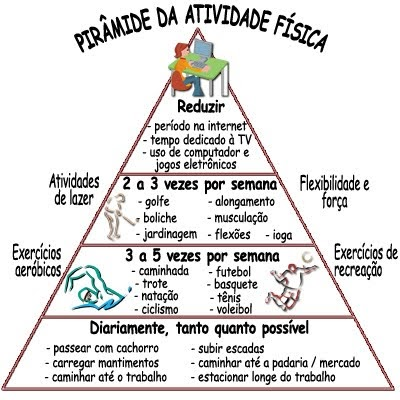 PIRÂMIDE DA ATIVIDADE FÍSICA
Reduzir
- período na internet
- tempo dedicado à TV
- uso de computador e
jogos eletrônicos
Atividades
de lazer
2 a 3 vezes por semana
- golfe
- boliche
- jardinagem
- alongamento
- musculação
- flexões - ioga
Flexibilidade e
força
Exercícios
aeróbicos
3 a 5 vezes por semana
- caminhada
- trote
- natação
- ciclismo
- futebol
- basquete
- tênis
- voleibol
Exercícios de
recreação
Diariamente, tanto quanto possível
- passear com cachorro
- carregar mantimentos
- caminhar até o trabalho
- subir escadas
- caminhar até a padaria / mercado
- estacionar longe do trabalho